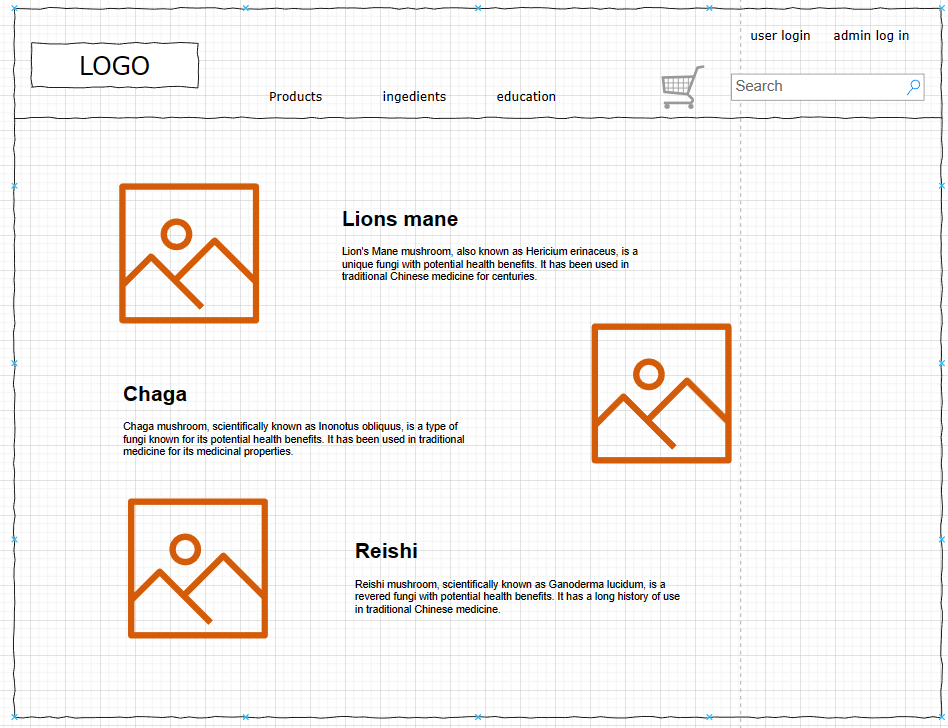 user login admin log in
LOGO
Products ingedients education
Search
Lions mane
Lion's Mane mushroom, also known as Hericium erinaceus, is a
unique fungi with potential health benefits. It has been used in
traditional Chinese medicine for centuries.
Chaga
Chaga mushroom, scientifically known as Inonotus obliquus, is a type of
fungi known for its potential health benefits. It has been used in traditional
medicine for its medicinal properties.
Reishi
Reishi mushroom, scientifically known as Ganoderma lucidum, is a
revered fungi with potential health benefits. It has a long history of use
in traditional Chinese medicine.